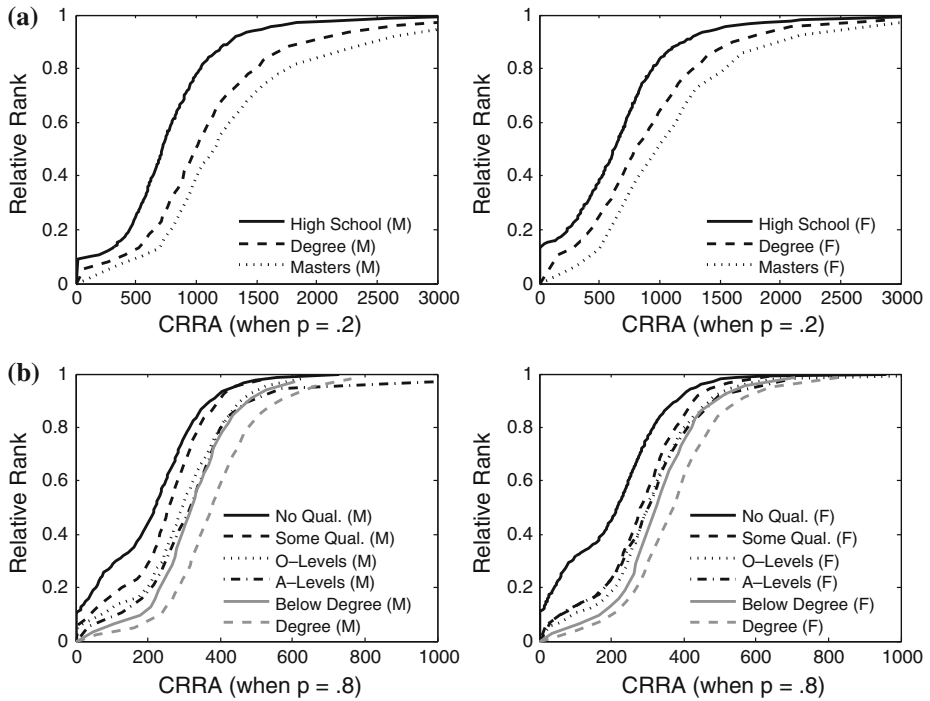 (a)
Relative Rank
1
0.8
0.6
0.4
0.2
0
High School (M)
Degree (M)
Masters (M)
0 500 1000 1500 2000 2500 3000
CRRA (when p = .2)
Relative Rank
1
0.8
0.6
0.4
0.2
0
High School (F)
Degree (F)
Masters (F)
0 500 1000 1500 2000 2500 3000
CRRA (when p = .2)
(b)
Relative Rank
1
0.8
0.6
0.4
0.2
0
No Qual. (M)
Some Qual. (M)
O–Levels (M)
A–Levels (M)
Below Degree (M)
Degree (M)
0 200 400 600 800 1000
CRRA (when p = .8)
Relative Rank
1
0.8
0.6
0.4
0.2
0
No Qual. (F)
Some Qual. (F)
O–Levels (F)
A–Levels (F)
Below Degree (F)
Degree (F)
0 200 400 600 800 1000
CRRA (when p = .8)